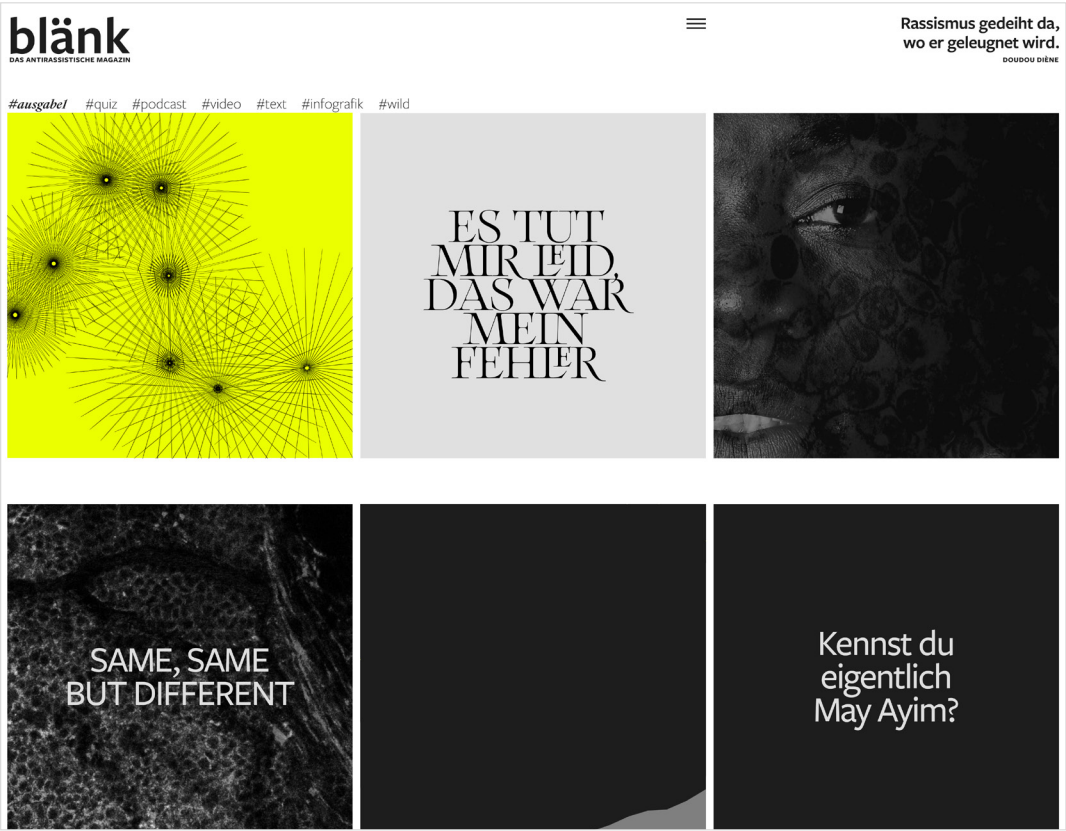 blänk
DAS ANTIRASSISTISCHE MAGAZIN
Rassismus gedeiht da,
wo er geleugnet wird.
DOUDOU DIÈNE
#ausgabe1 #quiz #podcast #video #text #infografik #wild
ES TUT
MIR LEID,
DAS WAR
MEIN
FEHLER
SAME, SAME
BUT DIFFERENT
Kennst du
eigentlich
May Ayim?